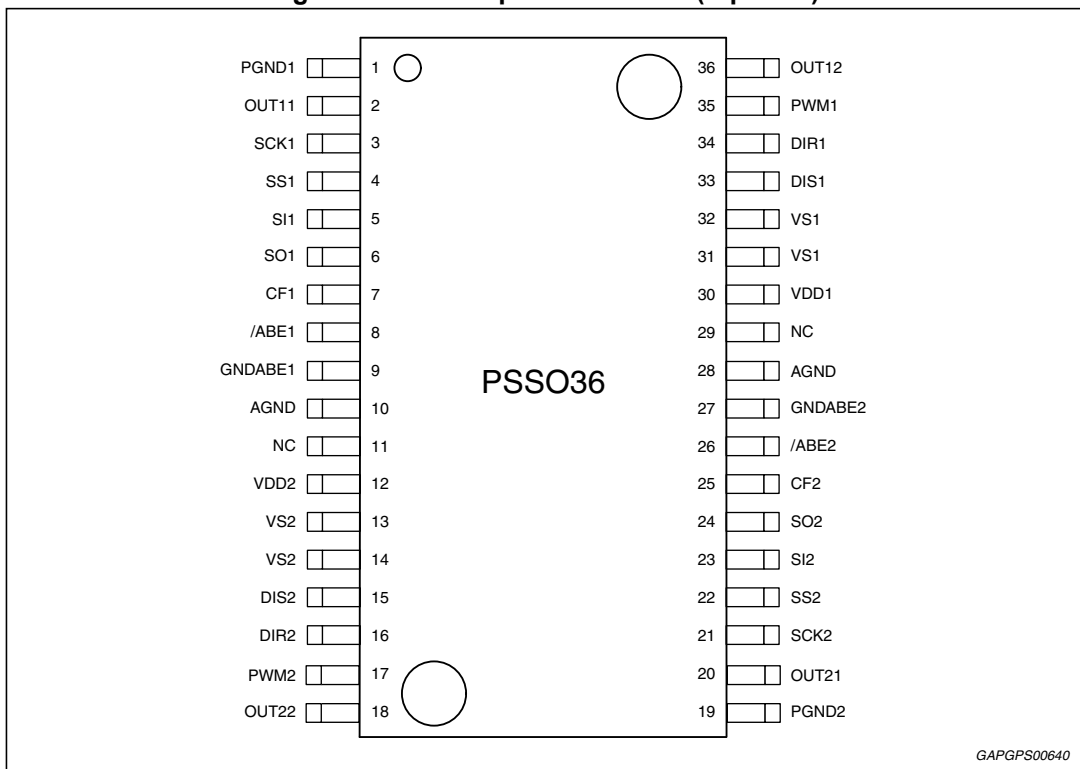 PGND1 1 36 OUT12
OUT11 2 35 PWM1
SCK1 3 34 DIR1
SS1 4 33 DIS1
SI1 5 32 VS1
SO1 6 31 VS1
CF1 7 30 VDD1
/ABE1 8 29 NC
GNDABE1 9 28 AGND
PSSO36
AGND 10 27 GNDABE2
NC 11 26 /ABE2
VDD2 12 25 CF2
VS2 13 24 SO2
VS2 14 23 SI2
DIS2 15 22 SS2
DIR2 16 21 SCK2
PWM2 17 20 OUT21
OUT22 18 19 PGND2
GAPGPS00640